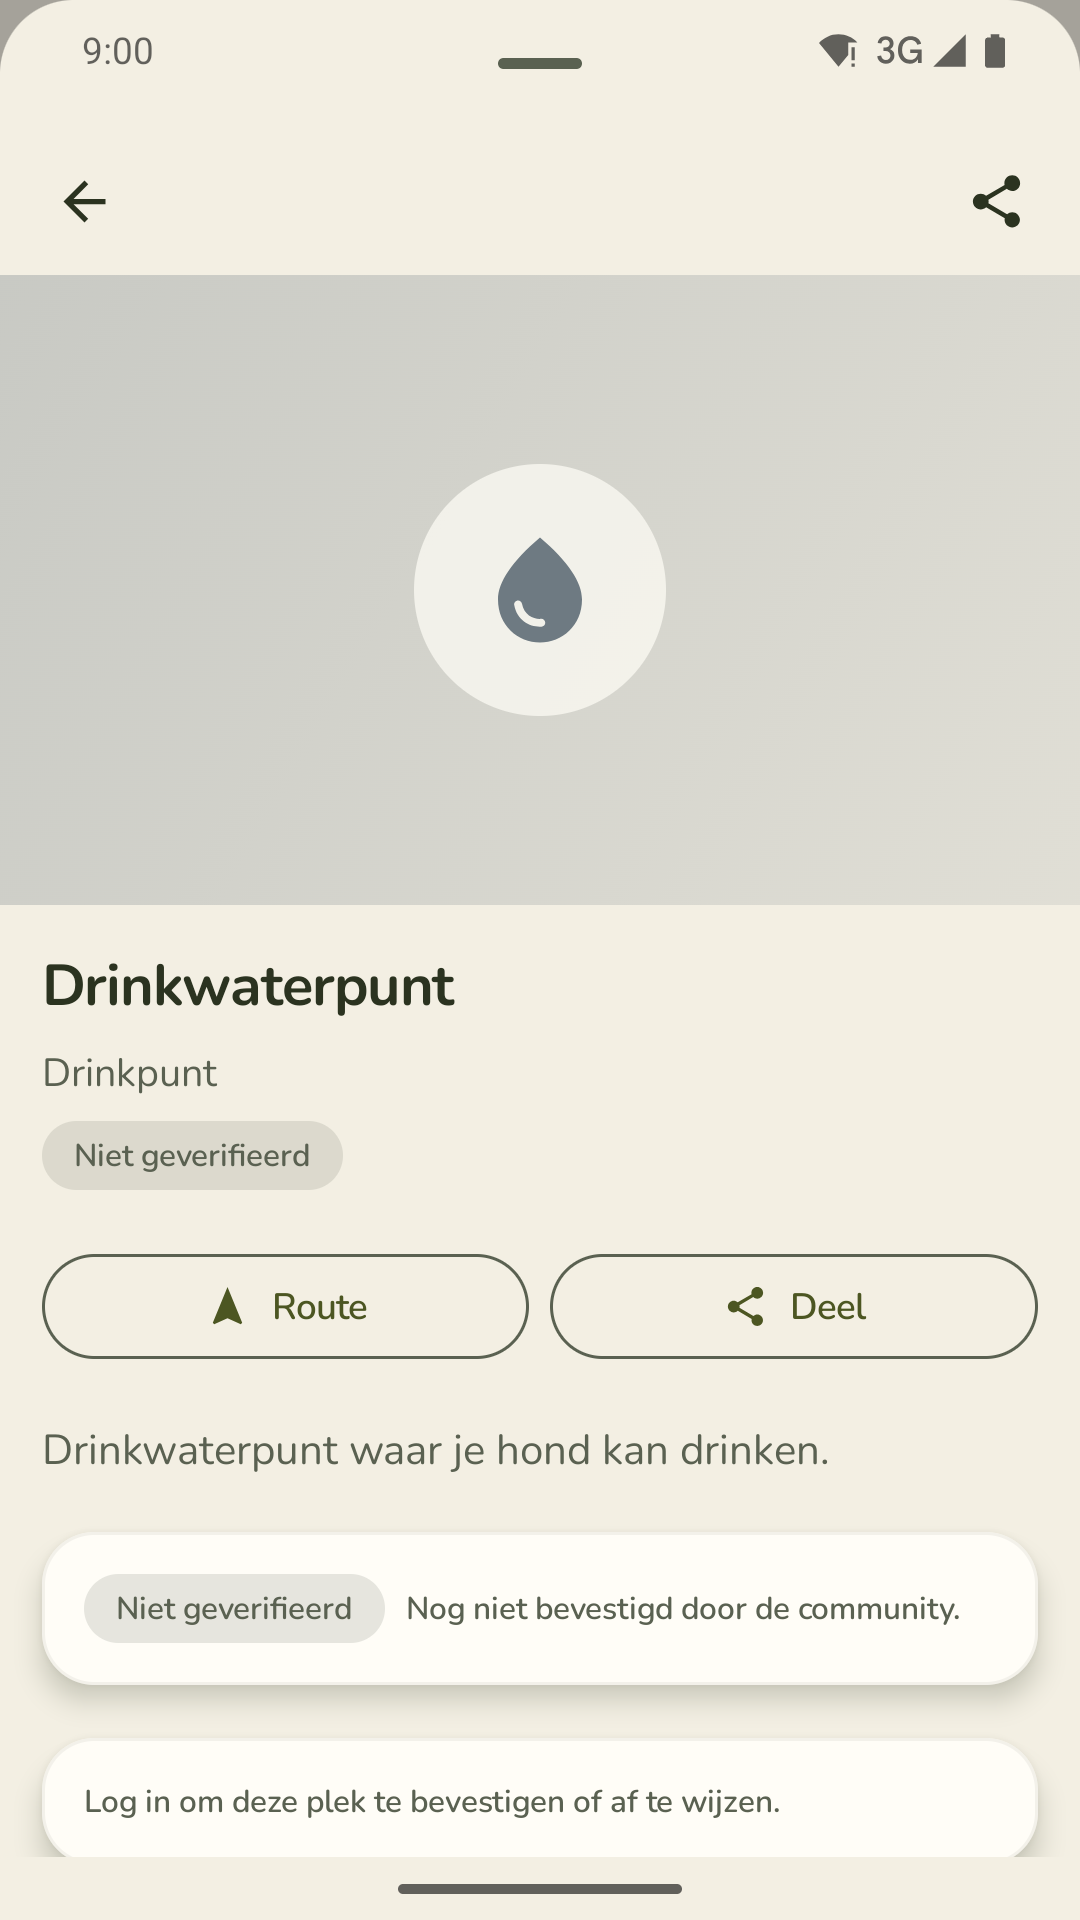 9:00
3G
Drinkwaterpunt
Drinkpunt
Niet geverifieerd
Route
Deel
Drinkwaterpunt waar je hond kan drinken.
Niet geverifieerd Nog niet bevestigd door de community.
Log in om deze plek te bevestigen of af te wijzen.